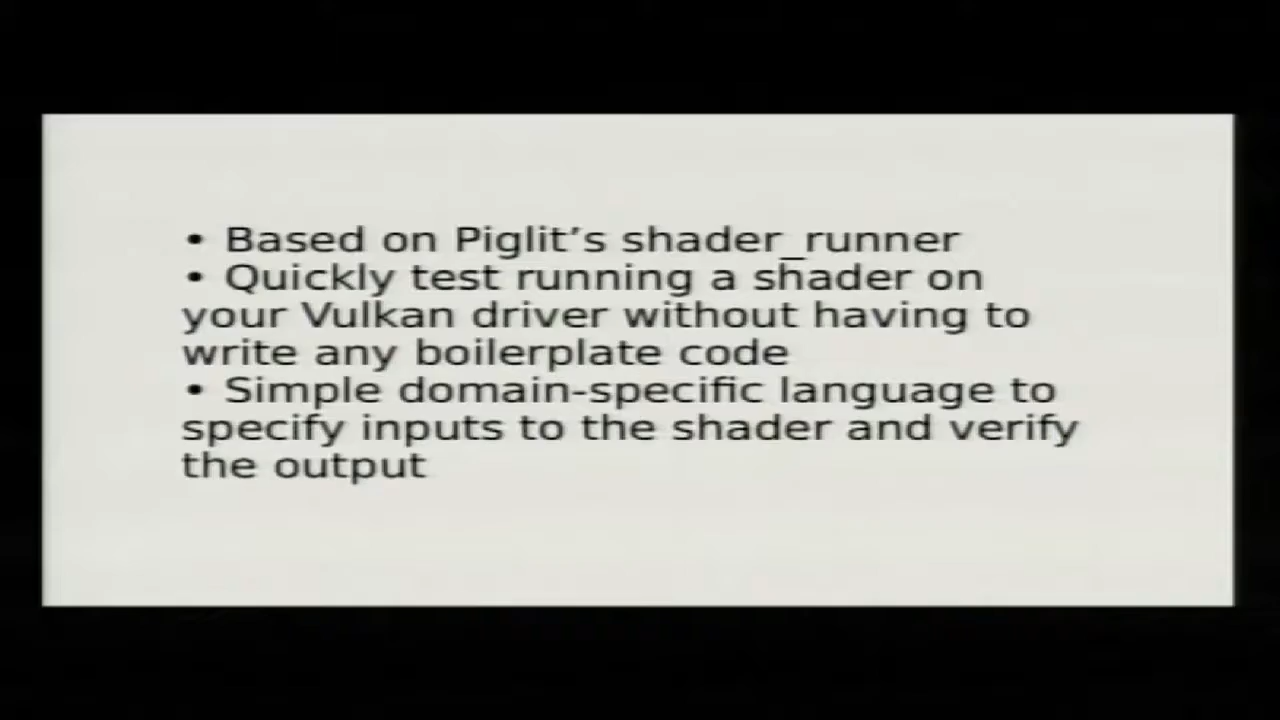 • Based on Piglit’s shader_runner
• Quickly test running a shader on
your Vulkan driver without having to
write any boilerplate code
• Simple domain-specific language to
specify inputs to the shader and verify
the output